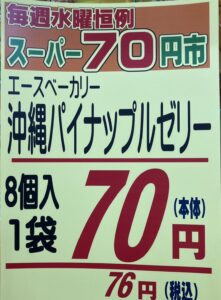 毎週水曜恒例
スーパー70円市
エースベーカリー
沖縄パイナップルゼリー
8個入
1袋
70円
(本体)
76円(税込)